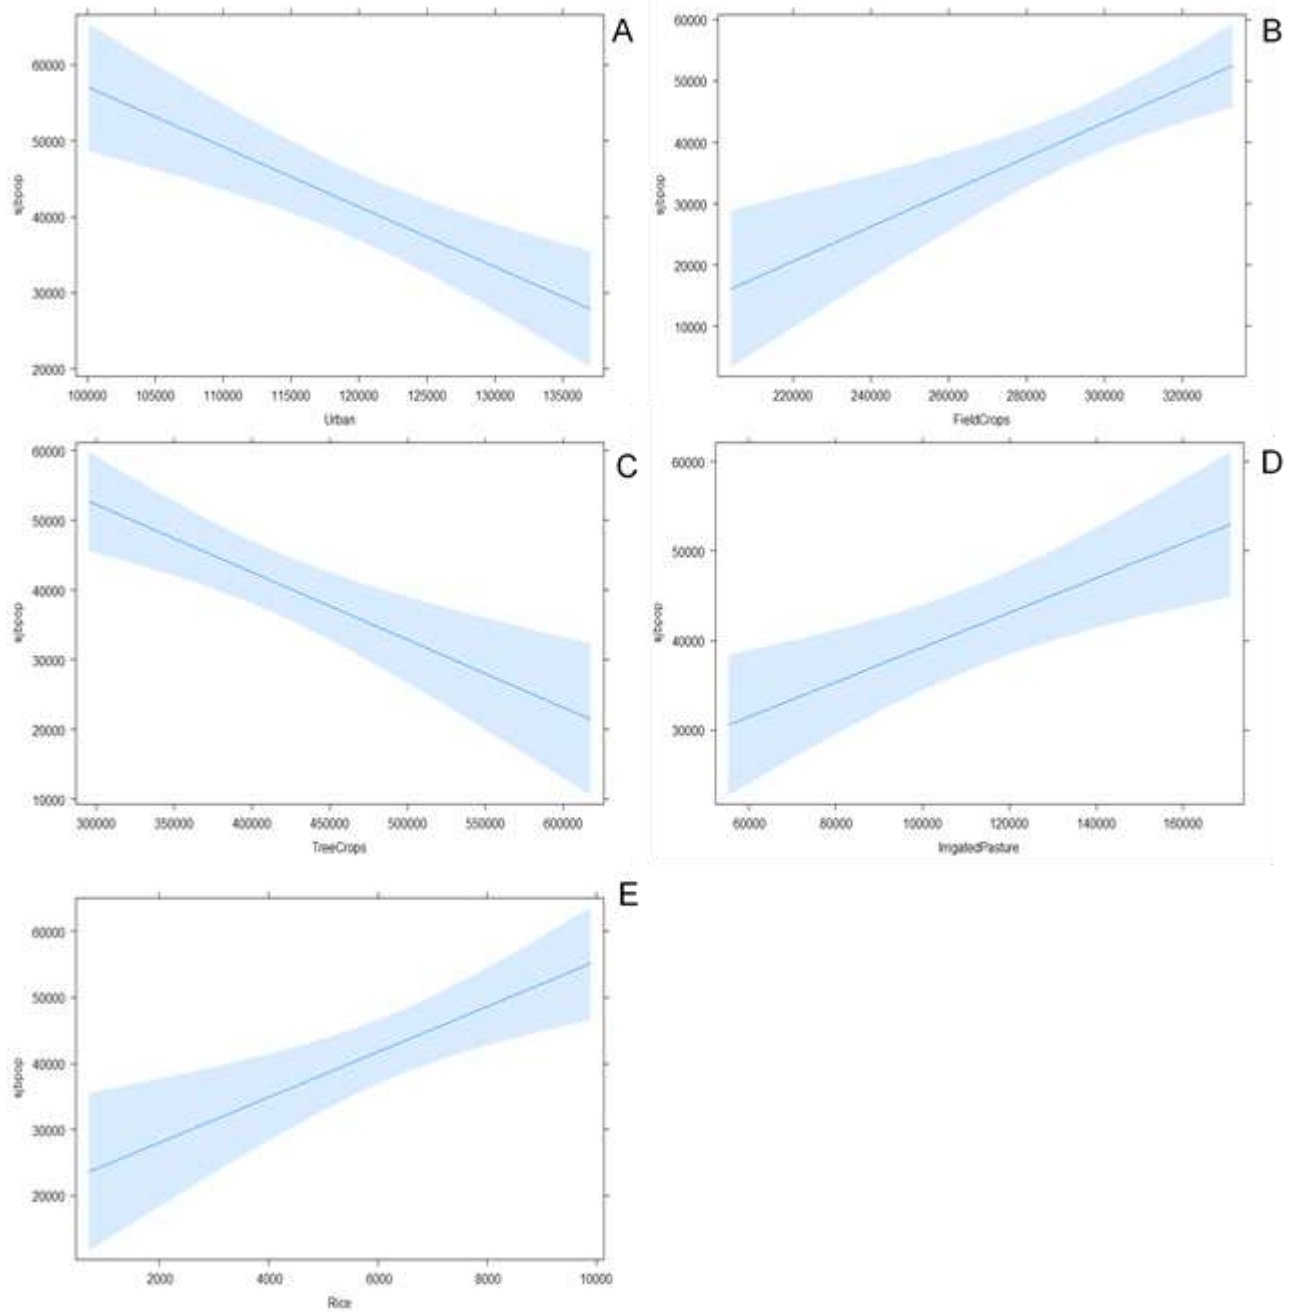 A
60000
50000
40000
30000
20000
sjbpop
100000 105000 110000 115000 120000 125000 130000 135000
Urban
B
60000
50000
40000
30000
20000
10000
sjbpop
220000 240000 260000 280000 300000 320000
FieldCrops
C
60000
50000
40000
30000
20000
10000
sjbpop
300000 350000 400000 450000 500000 550000 600000
TreeCrops
D
60000
50000
40000
30000
sjbpop
60000 80000 100000 120000 140000 160000
IrrigatedPasture
E
60000
50000
40000
30000
20000
sjbpop
2000 4000 6000 8000 10000
Rice